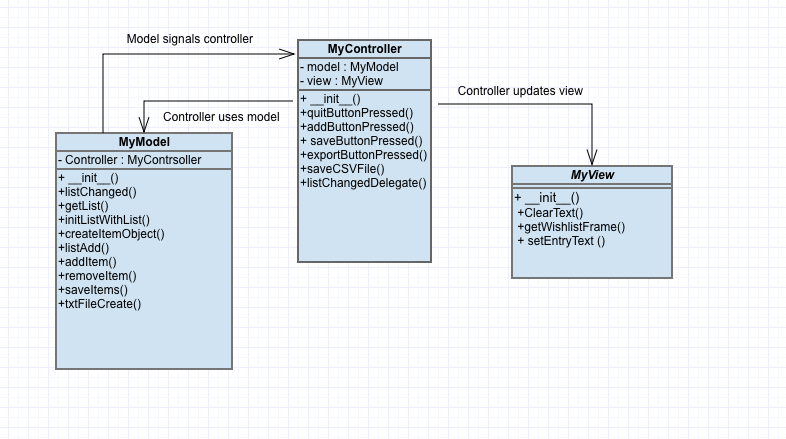 Model signals controller
MyController
- model : MyModel
- view : MyView
+ __init__()
+quitButtonPressed()
+addButtonPressed()
+ saveButtonPressed()
+exportButtonPressed()
+saveCSVFile()
+listChangedDelegate()
Controller updates view
Controller uses model
MyModel
- Controller : MyContrsoller
+ __init__()
+listChanged()
+getList()
+initListWithList()
+createItemObject()
+listAdd()
+addItem()
+removeItem()
+saveItems()
+txtFileCreate()
MyView
+ __init__()
+ClearText()
+getWishlistFrame()
+ setEntryText ()